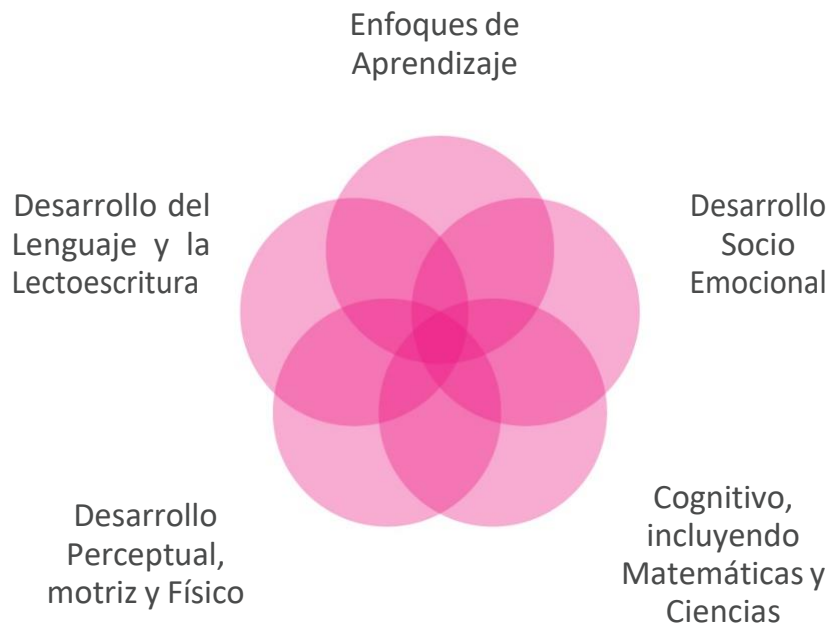 Enfoques de
Aprendizaje
Desarrollo del
Lenguaje y la
Lectoescritura
Desarrollo
Socio
Emocional
Desarrollo
Perceptual,
motriz y Físico
Cognitivo,
incluyendo
Matemáticas y
Ciencias